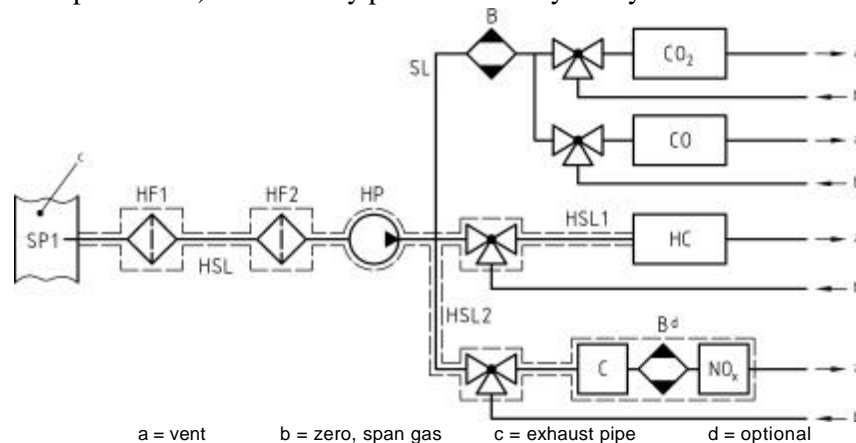 B
SL
CO₂
a
b
c
CO
a
HF1
HF2
HP
b
SP1
HSL1
HC
a
HSL
b
HSL2
Bᵈ
C
NOₓ
a
b
a = vent
b = zero, span gas
c = exhaust pipe
d = optional